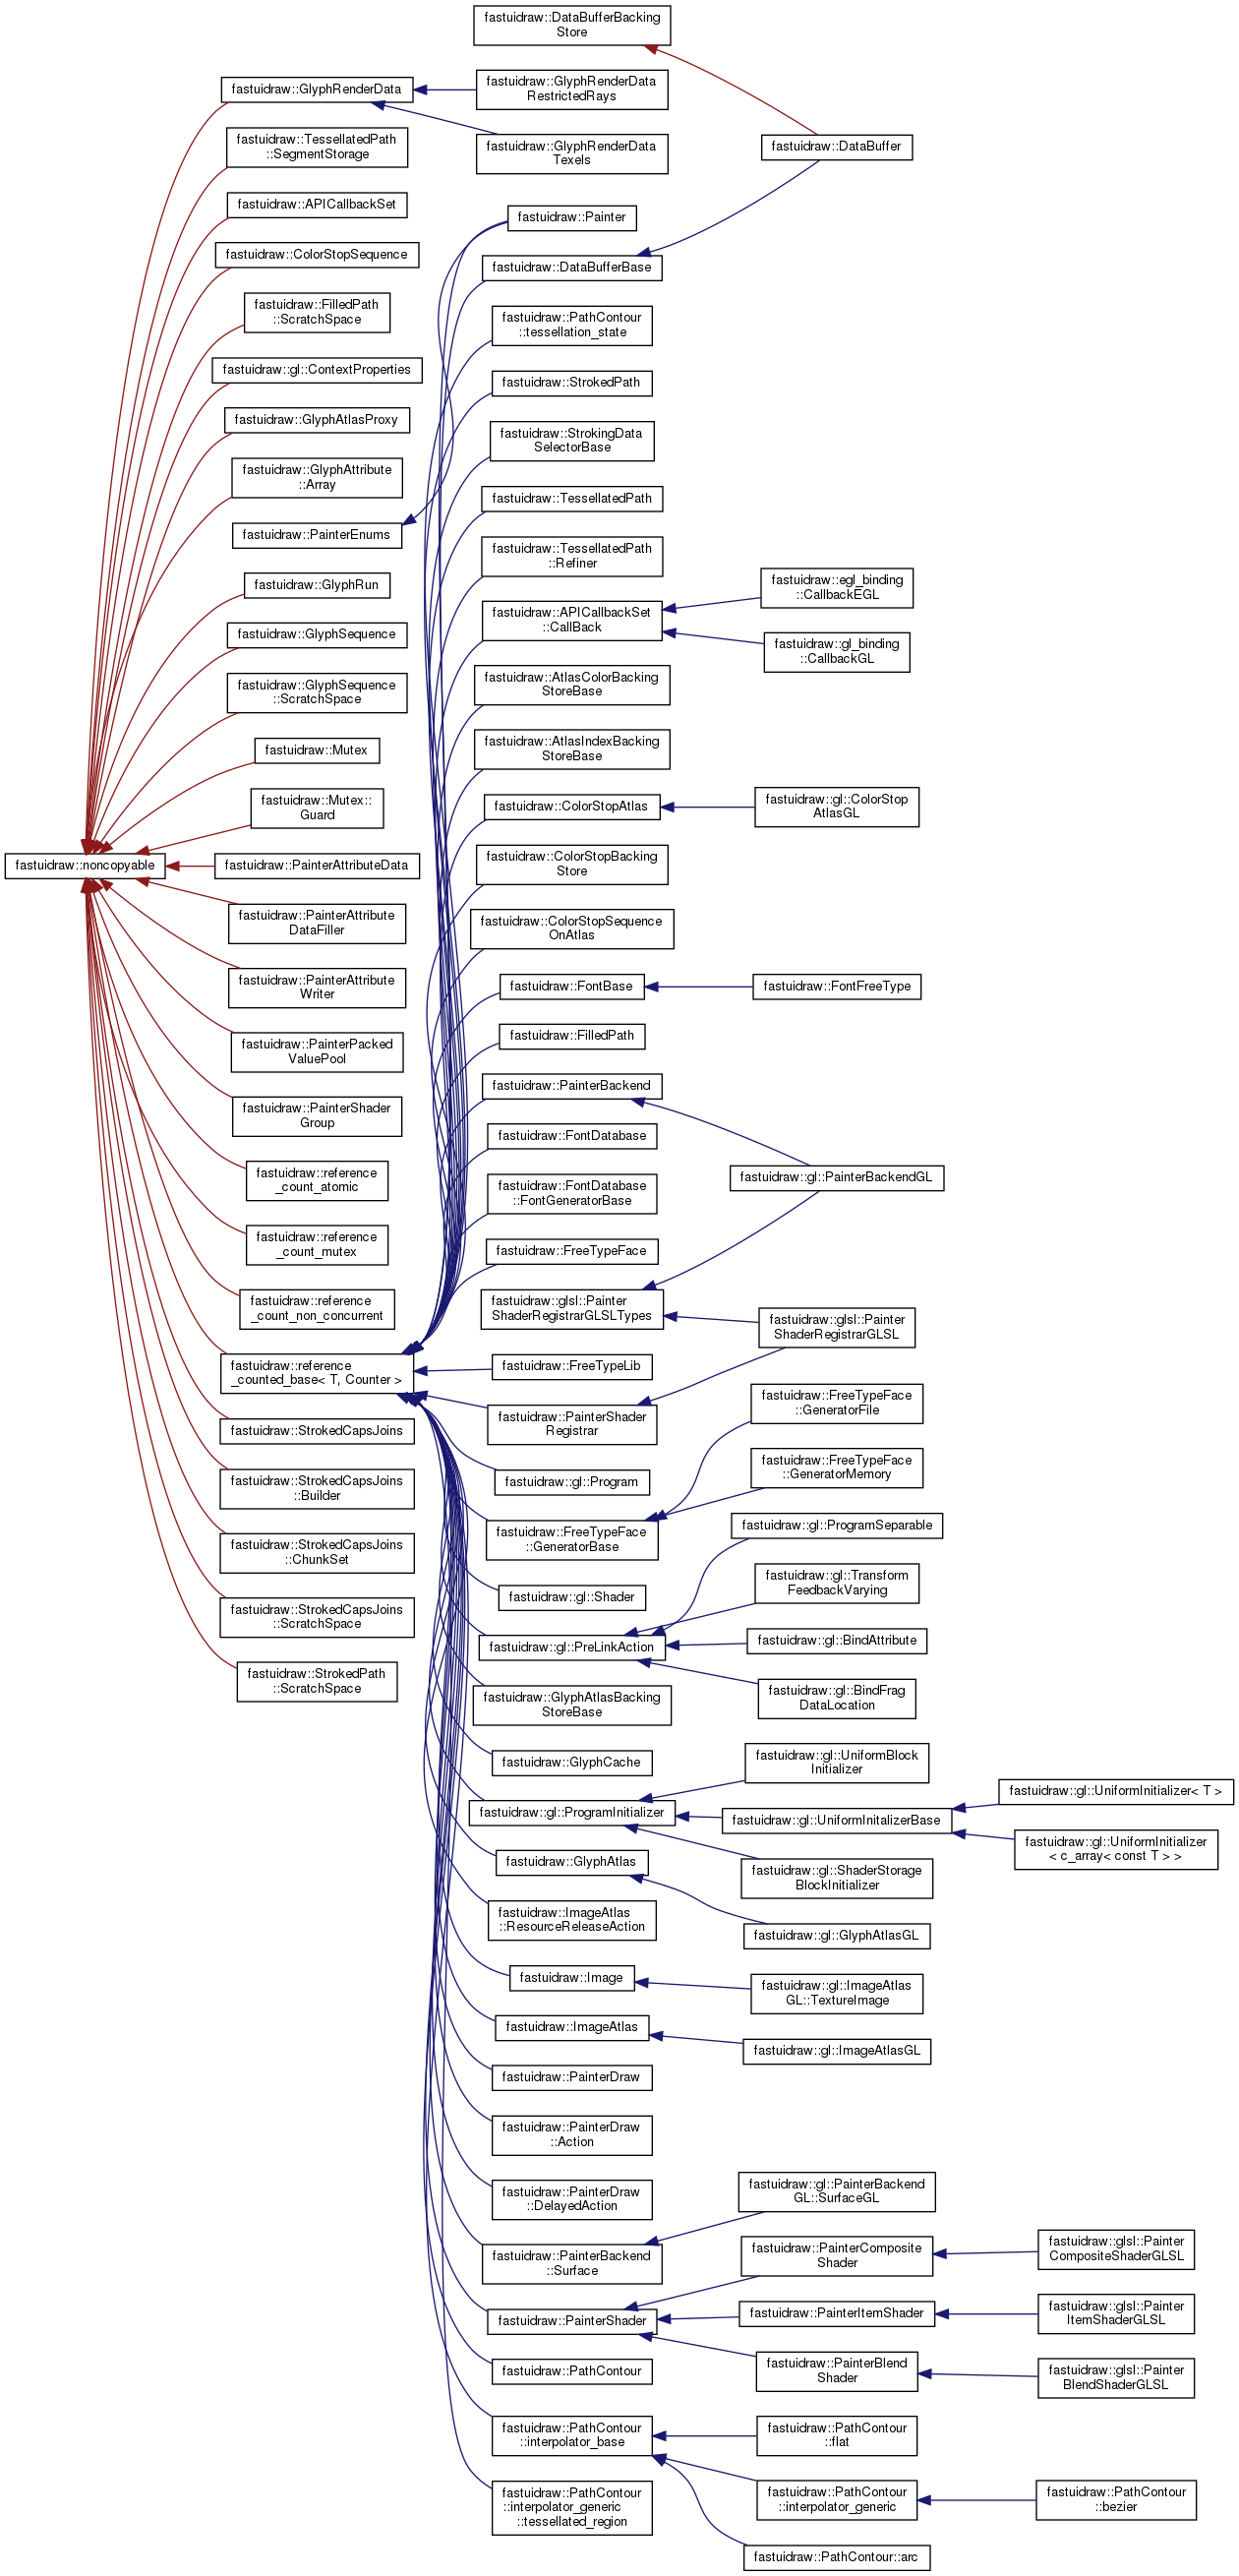 fastuidraw::DataBufferBacking
Store
fastuidraw::GlyphRenderData
fastuidraw::GlyphRenderData
RestrictedRays
fastuidraw::GlyphRenderData
Texels
fastuidraw::DataBuffer
fastuidraw::TessellatedPath
::SegmentStorage
fastuidraw::APICallbackSet
fastuidraw::Painter
fastuidraw::ColorStopSequence
fastuidraw::DataBufferBase
fastuidraw::FilledPath
::ScratchSpace
fastuidraw::PathContour
::tessellation_state
fastuidraw::gl::ContextProperties
fastuidraw::StrokedPath
fastuidraw::GlyphAtlasProxy
fastuidraw::StrokingData
SelectorBase
fastuidraw::GlyphAttribute
::Array
fastuidraw::TessellatedPath
fastuidraw::PainterEnums
fastuidraw::TessellatedPath
::Refiner
fastuidraw::GlyphRun
fastuidraw::egl_binding
::CallbackEGL
fastuidraw::GlyphSequence
fastuidraw::APICallbackSet
::CallBack
fastuidraw::gl_binding
::CallbackGL
fastuidraw::GlyphSequence
::ScratchSpace
fastuidraw::AtlasColorBacking
StoreBase
fastuidraw::Mutex
fastuidraw::AtlasIndexBacking
StoreBase
fastuidraw::Mutex::
Guard
fastuidraw::ColorStopAtlas
fastuidraw::gl::ColorStop
AtlasGL
fastuidraw::noncopyable
fastuidraw::PainterAttributeData
fastuidraw::ColorStopBacking
Store
fastuidraw::PainterAttribute
DataFiller
fastuidraw::ColorStopSequence
OnAtlas
fastuidraw::PainterAttribute
Writer
fastuidraw::FontBase
fastuidraw::FontFreeType
fastuidraw::PainterPacked
ValuePool
fastuidraw::FilledPath
fastuidraw::PainterShader
Group
fastuidraw::PainterBackend
fastuidraw::FontDatabase
fastuidraw::reference
_count_atomic
fastuidraw::FontDatabase
::FontGeneratorBase
fastuidraw::gl::PainterBackendGL
fastuidraw::reference
_count_mutex
fastuidraw::FreeTypeFace
fastuidraw::reference
_count_non_concurrent
fastuidraw::glsl::Painter
ShaderRegistrarGLSLTypes
fastuidraw::glsl::Painter
ShaderRegistrarGLSL
fastuidraw::reference
_counted_base< T, Counter >
fastuidraw::FreeTypeLib
fastuidraw::StrokedCapsJoins
fastuidraw::PainterShader
Registrar
fastuidraw::FreeTypeFace
::GeneratorFile
fastuidraw::StrokedCapsJoins
::Builder
fastuidraw::gl::Program
fastuidraw::FreeTypeFace
::GeneratorMemory
fastuidraw::StrokedCapsJoins
::ChunkSet
fastuidraw::FreeTypeFace
::GeneratorBase
fastuidraw::gl::ProgramSeparable
fastuidraw::StrokedCapsJoins
::ScratchSpace
fastuidraw::gl::Shader
fastuidraw::gl::Transform
FeedbackVarying
fastuidraw::StrokedPath
::ScratchSpace
fastuidraw::gl::PreLinkAction
fastuidraw::gl::BindAttribute
fastuidraw::GlyphAtlasBacking
StoreBase
fastuidraw::gl::BindFrag
DataLocation
fastuidraw::GlyphCache
fastuidraw::gl::UniformBlock
Initializer
fastuidraw::gl::ProgramInitializer
fastuidraw::gl::UniformInitalizerBase
fastuidraw::gl::UniformInitializer< T >
fastuidraw::gl::UniformInitializer
< c_array< const T > >
fastuidraw::GlyphAtlas
fastuidraw::gl::ShaderStorage
BlockInitializer
fastuidraw::ImageAtlas
::ResourceReleaseAction
fastuidraw::gl::GlyphAtlasGL
fastuidraw::Image
fastuidraw::gl::ImageAtlas
GL::TextureImage
fastuidraw::ImageAtlas
fastuidraw::gl::ImageAtlasGL
fastuidraw::PainterDraw
fastuidraw::PainterDraw
::Action
fastuidraw::PainterDraw
::DelayedAction
fastuidraw::gl::PainterBackend
GL::SurfaceGL
fastuidraw::PainterBackend
::Surface
fastuidraw::PainterComposite
Shader
fastuidraw::glsl::Painter
CompositeShaderGLSL
fastuidraw::PainterShader
fastuidraw::PainterItemShader
fastuidraw::glsl::Painter
ItemShaderGLSL
fastuidraw::PathContour
fastuidraw::PainterBlend
Shader
fastuidraw::glsl::Painter
BlendShaderGLSL
fastuidraw::PathContour
::interpolator_base
fastuidraw::PathContour
::flat
fastuidraw::PathContour
::interpolator_generic
::tessellated_region
fastuidraw::PathContour
::interpolator_generic
fastuidraw::PathContour
::bezier
fastuidraw::PathContour::arc